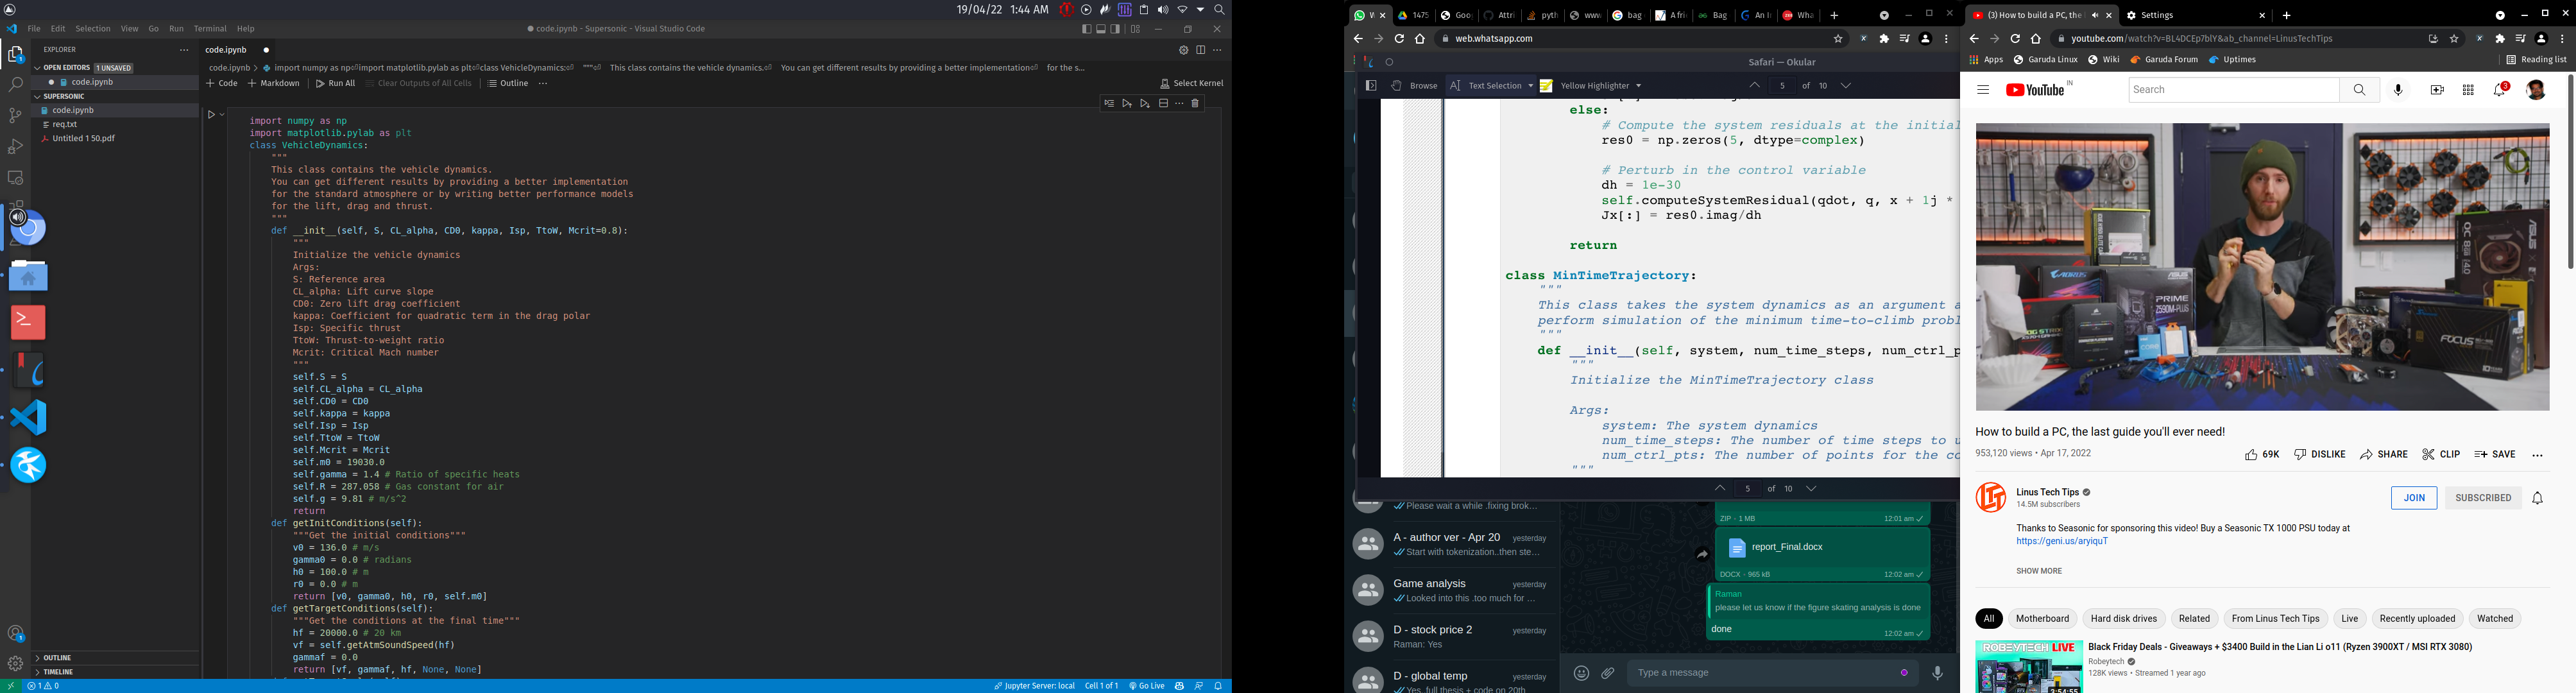 19/04/22 1:44 AM
File Edit Selection View Go Run Terminal Help
code.ipynb - Supersonic - Visual Studio Code
EXPLORER
OPEN EDITORS 1 UNSAVED
code.ipynb
SUPERSONIC
code.ipynb
req.txt
Untitled 1 50.pdf
OUTLINE
TIMELINE
code.ipynb
code.ipynb > import numpy as np⏎import matplotlib.pylab as plt⏎class VehicleDynamics:⏎ """⏎ This class contains the vehicle dynamics.⏎ You can get different results by providing a better implementation⏎ for the s...
+ Code + Markdown Run All Clear Outputs of All Cells Outline ... Select Kernel
import numpy as np
import matplotlib.pylab as plt
class VehicleDynamics:
"""
This class contains the vehicle dynamics.
You can get different results by providing a better implementation
for the standard atmosphere or by writing better performance models
for the lift, drag and thrust.
"""
def __init__(self, S, CL_alpha, CD0, kappa, Isp, TtoW, Mcrit=0.8):
"""
Initialize the vehicle dynamics
Args:
S: Reference area
CL_alpha: Lift curve slope
CD0: Zero lift drag coefficient
kappa: Coefficient for quadratic term in the drag polar
Isp: Specific thrust
TtoW: Thrust-to-weight ratio
Mcrit: Critical Mach number
"""
self.S = S
self.CL_alpha = CL_alpha
self.CD0 = CD0
self.kappa = kappa
self.Isp = Isp
self.TtoW = TtoW
self.Mcrit = Mcrit
self.m0 = 19030.0
self.gamma = 1.4 # Ratio of specific heats
self.R = 287.058 # Gas constant for air
self.g = 9.81 # m/s^2
return
def getInitConditions(self):
"""Get the initial conditions"""
v0 = 136.0 # m/s
gamma0 = 0.0 # radians
h0 = 100.0 # m
r0 = 0.0 # m
return [v0, gamma0, h0, r0, self.m0]
def getTargetConditions(self):
"""Get the conditions at the final time"""
hf = 20000.0 # 20 km
vf = self.getAtmSoundSpeed(hf)
gammaf = 0.0
return [vf, gammaf, hf, None, None]
1 0
Jupyter Server: local Cell 1 of 1 Go Live
1475 Goo Attri pyth www bag A fri Bag An I Wha
web.whatsapp.com
Safari — Okular
Browse Text Selection Yellow Highlighter 5 of 10
else:
# Compute the system residuals at the initial
res0 = np.zeros(5, dtype=complex)
# Perturb in the control variable
dh = 1e-30
self.computeSystemResidual(qdot, q, x + 1j *
Jx[:] = res0.imag/dh
return
class MinTimeTrajectory:
"""
This class takes the system dynamics as an argument a
perform simulation of the minimum time-to-climb probl
"""
def __init__(self, system, num_time_steps, num_ctrl_p
"""
Initialize the MinTimeTrajectory class
Args:
system: The system dynamics
num_time_steps: The number of time steps to u
num_ctrl_pts: The number of points for the co
"""
5 of 10
Please wait a while .fixing brok...
A - author ver - Apr 20 yesterday
Start with tokenization..then ste...
Game analysis yesterday
Looked into this .too much for ...
D - stock price 2 yesterday
Raman: Yes
D - global temp yesterday
Yes, full thesis + code on 20th
ZIP · 1 MB 12:01 am
report_Final.docx
DOCX · 965 kB 12:02 am
Raman
please let us know if the figure skating analysis is done
done
12:02 am
Type a message
(3) How to build a PC, the Settings
youtube.com/watch?v=BL4DCEp7blY&ab_channel=LinusTechTips
Apps Garuda Linux Wiki Garuda Forum Uptimes Reading list
YouTube IN
Search
3
AORUS
PRIME
Z590M-PLUS
FOCUS
ASUS
How to build a PC, the last guide you'll ever need!
953,120 views • Apr 17, 2022
69K DISLIKE SHARE CLIP SAVE ...
Linus Tech Tips
14.5M subscribers
JOIN SUBSCRIBED
Thanks to Seasonic for sponsoring this video! Buy a Seasonic TX 1000 PSU today at
https://geni.us/aryiquT
SHOW MORE
All Motherboard Hard disk drives Related From Linus Tech Tips Live Recently uploaded Watched
ROBEYTECH LIVE
3:54:55
Black Friday Deals - Giveaways + $3400 Build in the Lian Li o11 (Ryzen 3900XT / MSI RTX 3080)
Robeytech
128K views • Streamed 1 year ago